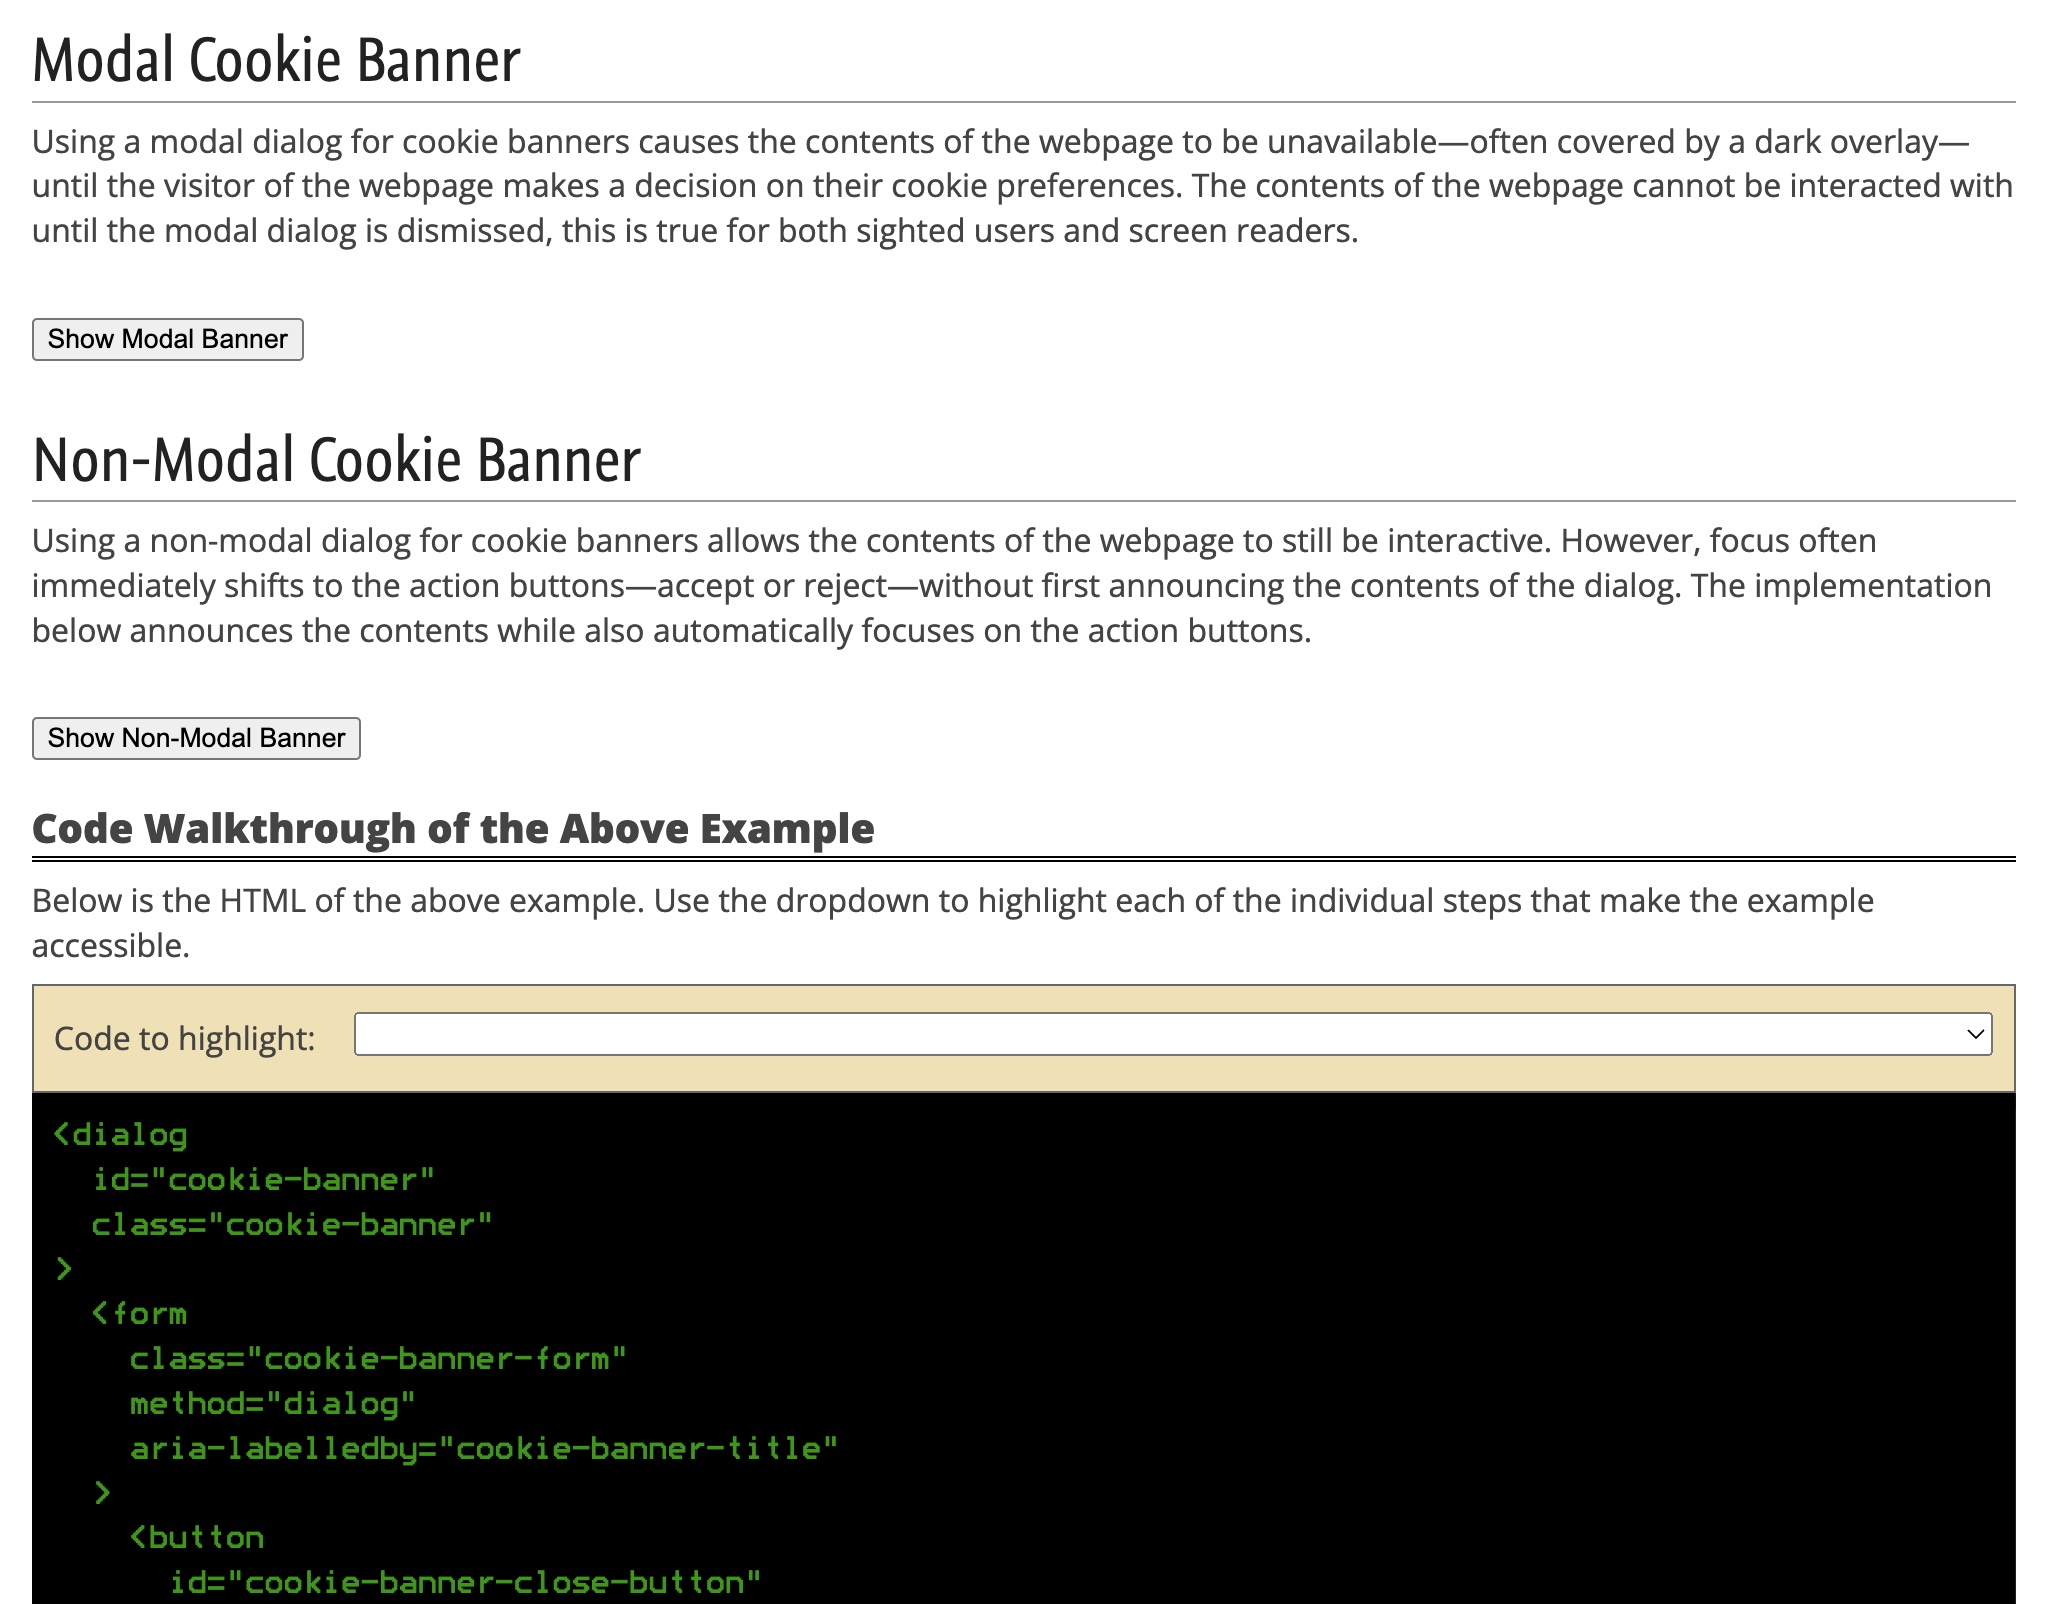 Modal Cookie Banner
Using a modal dialog for cookie banners causes the contents of the webpage to be unavailable—often covered by a dark overlay—
until the visitor of the webpage makes a decision on their cookie preferences. The contents of the webpage cannot be interacted with
until the modal dialog is dismissed, this is true for both sighted users and screen readers.
Show Modal Banner
Non-Modal Cookie Banner
Using a non-modal dialog for cookie banners allows the contents of the webpage to still be interactive. However, focus often
immediately shifts to the action buttons—accept or reject—without first announcing the contents of the dialog. The implementation
below announces the contents while also automatically focuses on the action buttons.
Show Non-Modal Banner
Code Walkthrough of the Above Example
Below is the HTML of the above example. Use the dropdown to highlight each of the individual steps that make the example
accessible.
Code to highlight:
<dialog
  id="cookie-banner"
  class="cookie-banner"
>
  <form
    class="cookie-banner-form"
    method="dialog"
    aria-labelledby="cookie-banner-title"
  >
    <button
      id="cookie-banner-close-button"